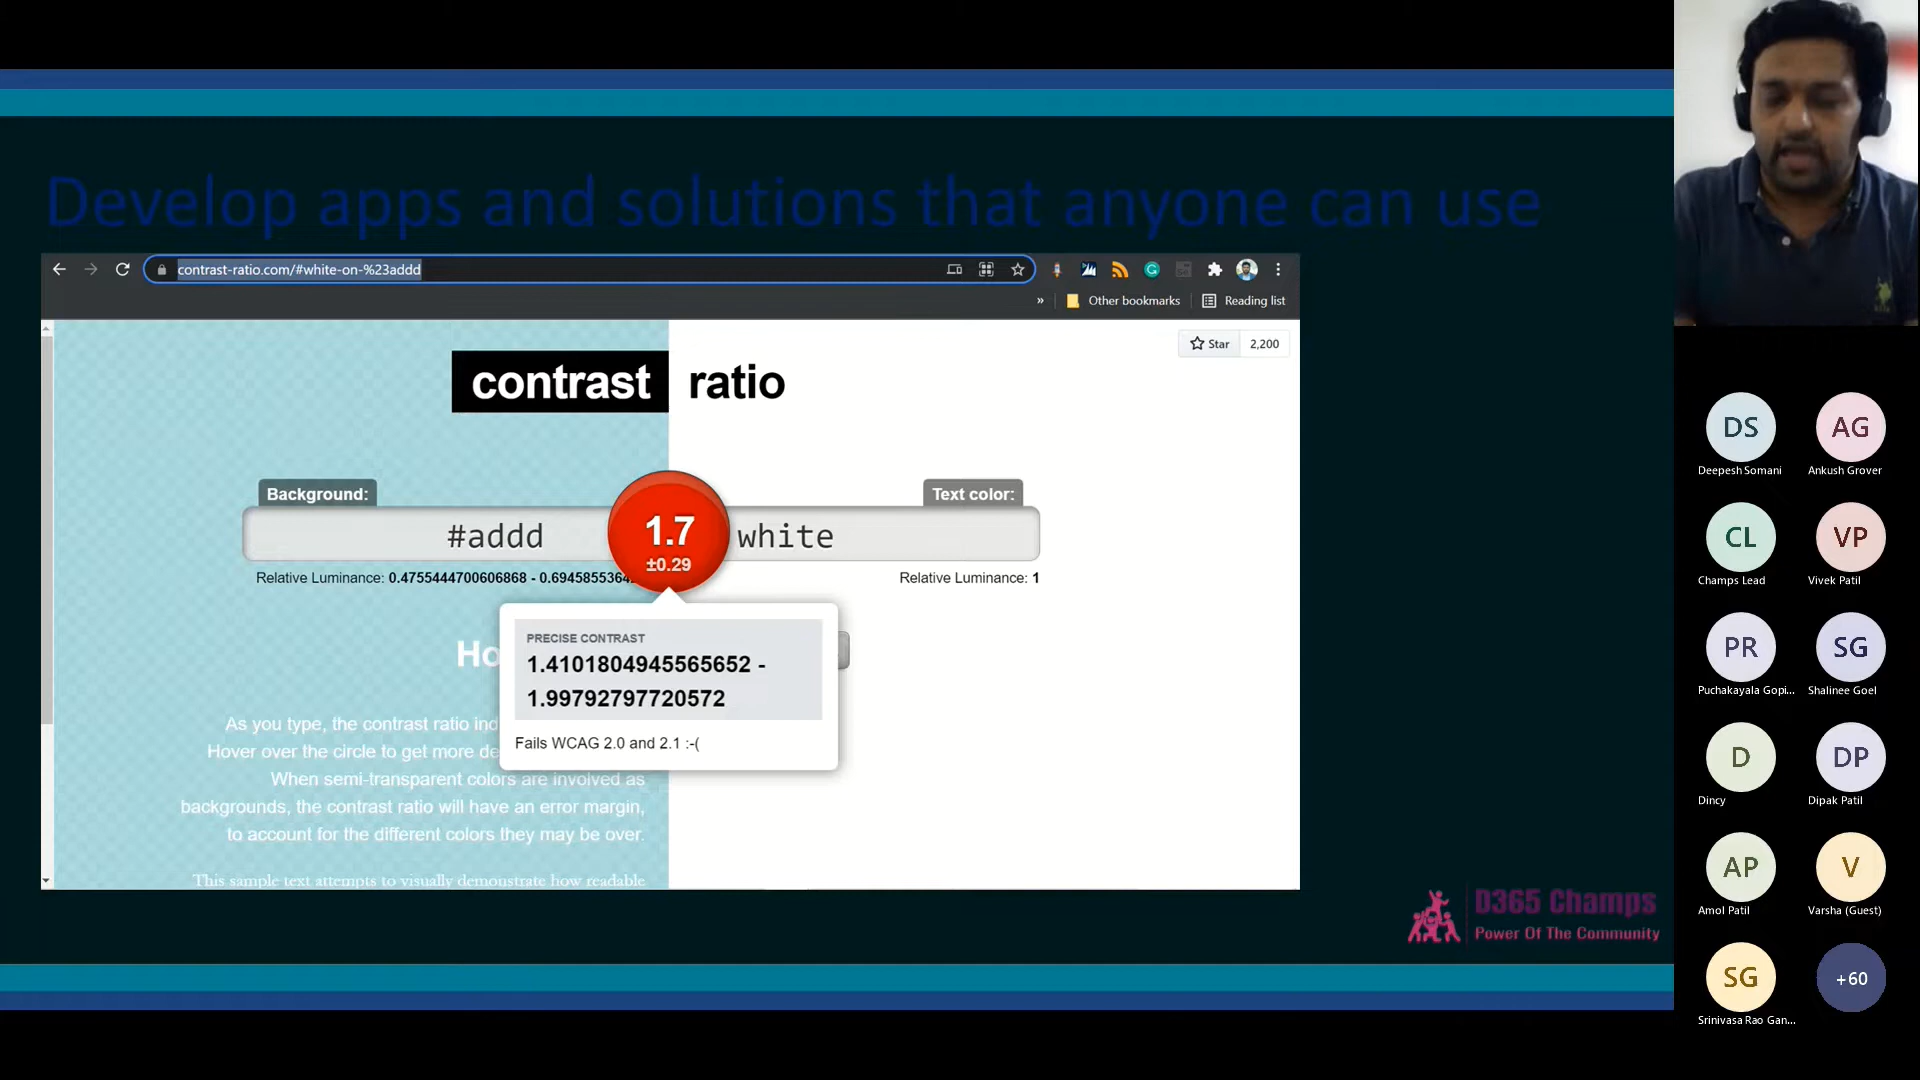 Develop apps and solutions that anyone can use
contrast-ratio.com/#white-on-%23addd
» Other bookmarks Reading list
Star 2,200
contrast ratio
Background: Text color:
#addd 1.7 white
±0.29
Relative Luminance: 0.4755444700606868 - 0.6945855364 Relative Luminance: 1
PRECISE CONTRAST
1.4101804945565652 -
1.99792797720572
Fails WCAG 2.0 and 2.1 :-(
Ho
As you type, the contrast ratio ind
Hover over the circle to get more de
When semi-transparent colors are involved as
backgrounds, the contrast ratio will have an error margin,
to account for the different colors they may be over.
This sample text attempts to visually demonstrate how readable
D365 Champs
Power Of The Community
DS AG
Deepesh Somani Ankush Grover
CL VP
Champs Lead Vivek Patil
PR SG
Puchakayala Gopi... Shalinee Goel
D DP
Dincy Dipak Patil
AP V
Amol Patil Varsha (Guest)
SG +60
Srinivasa Rao Gan...